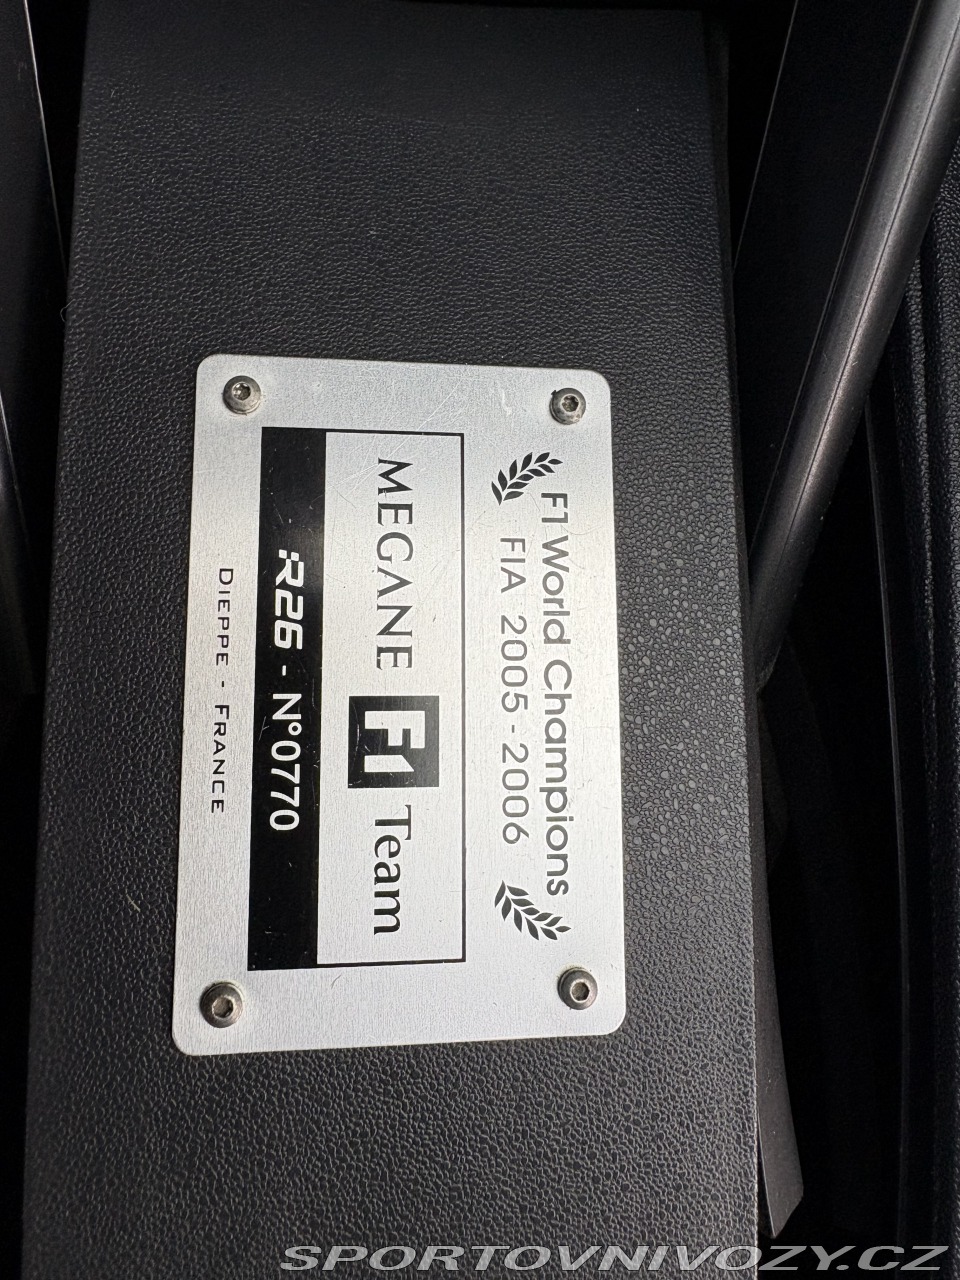 F1 World Champions
FIA 2005 - 2006
MEGANE F1 Team
R26 - N°0770
DIEPPE - FRANCE
SPORTOVNIVOZY.CZ